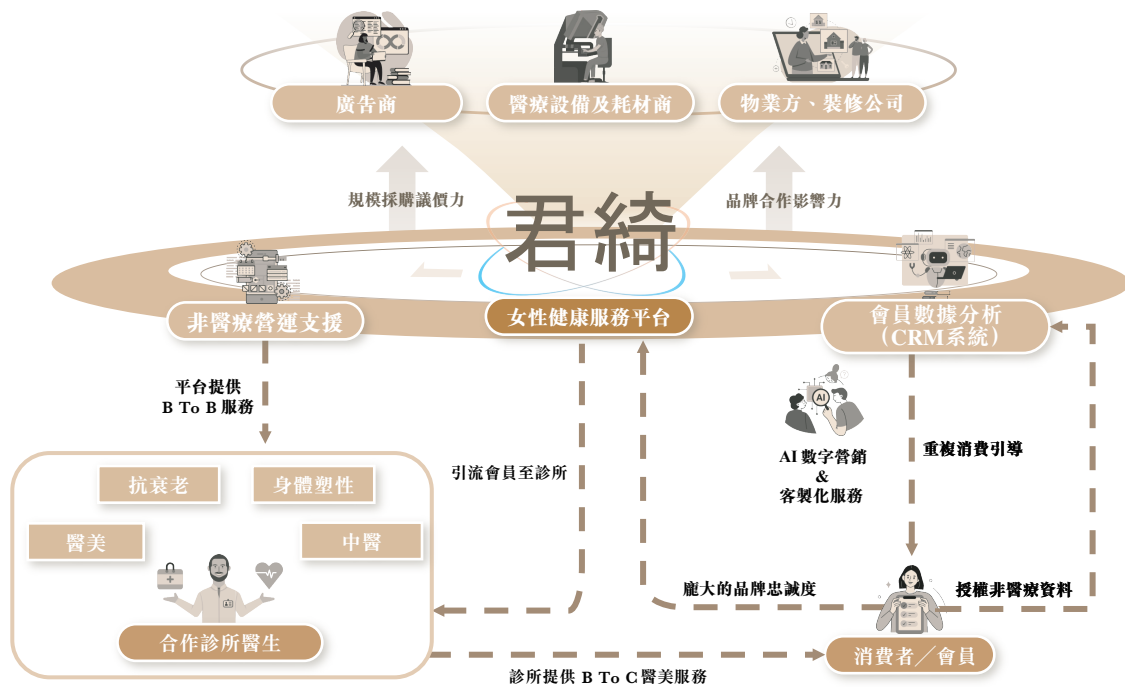 廣告商
醫療設備及耗材商
物業方、裝修公司
規模採購議價力
君綺
品牌合作影響力
非醫療營運支援
女性健康服務平台
會員數據分析
(CRM系統)
平台提供
B To B 服務
引流會員至診所
AI
AI 數字營銷
&
客製化服務
重複消費引導
抗衰老
身體塑性
醫美
中醫
龐大的品牌忠誠度
授權非醫療資料
合作診所醫生
消費者／會員
診所提供 B To C 醫美服務